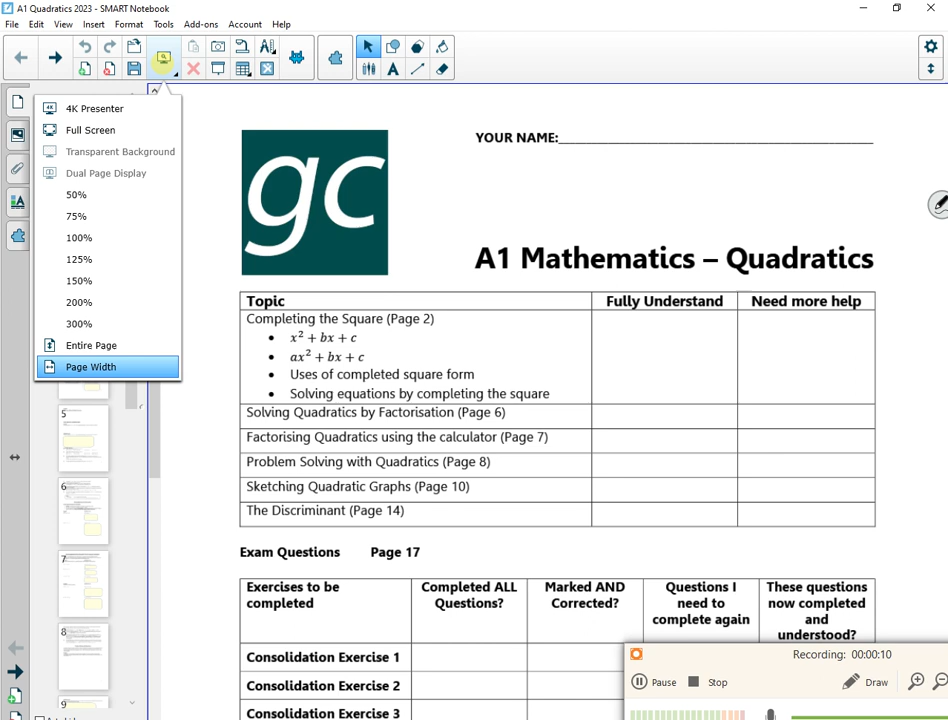 A1 Quadratics 2023 - SMART Notebook
File Edit View Insert Format Tools Add-ons Account Help
4K Presenter
Full Screen
Transparent Background
Dual Page Display
50%
75%
100%
125%
150%
200%
300%
Entire Page
Page Width
5
6
7
8
9
gc
YOUR NAME:
A1 Mathematics – Quadratics
Topic Fully Understand Need more help
Completing the Square (Page 2)
• x² + bx + c
• ax² + bx + c
• Uses of completed square form
• Solving equations by completing the square
Solving Quadratics by Factorisation (Page 6)
Factorising Quadratics using the calculator (Page 7)
Problem Solving with Quadratics (Page 8)
Sketching Quadratic Graphs (Page 10)
The Discriminant (Page 14)
Exam Questions Page 17
Exercises to be completed
Completed ALL Questions?
Marked AND Corrected?
Questions I need to complete again
These questions now completed and understood?
Consolidation Exercise 1
Consolidation Exercise 2
Consolidation Exercise 3
Recording: 00:00:10
Pause Stop Draw